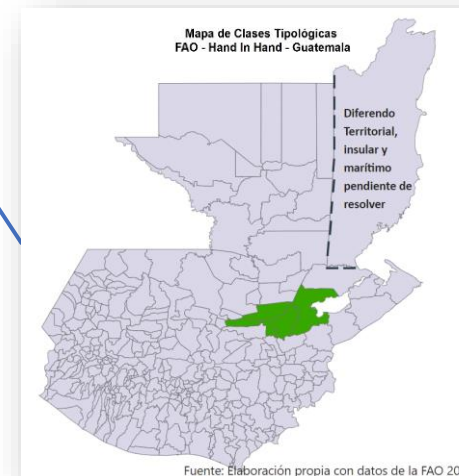 Mapa de Clases Tipológicas
FAO - Hand In Hand - Guatemala
Diferendo
Territorial,
insular y
marítimo
pendiente de
resolver
Fuente: Elaboración propia con datos de la FAO 20